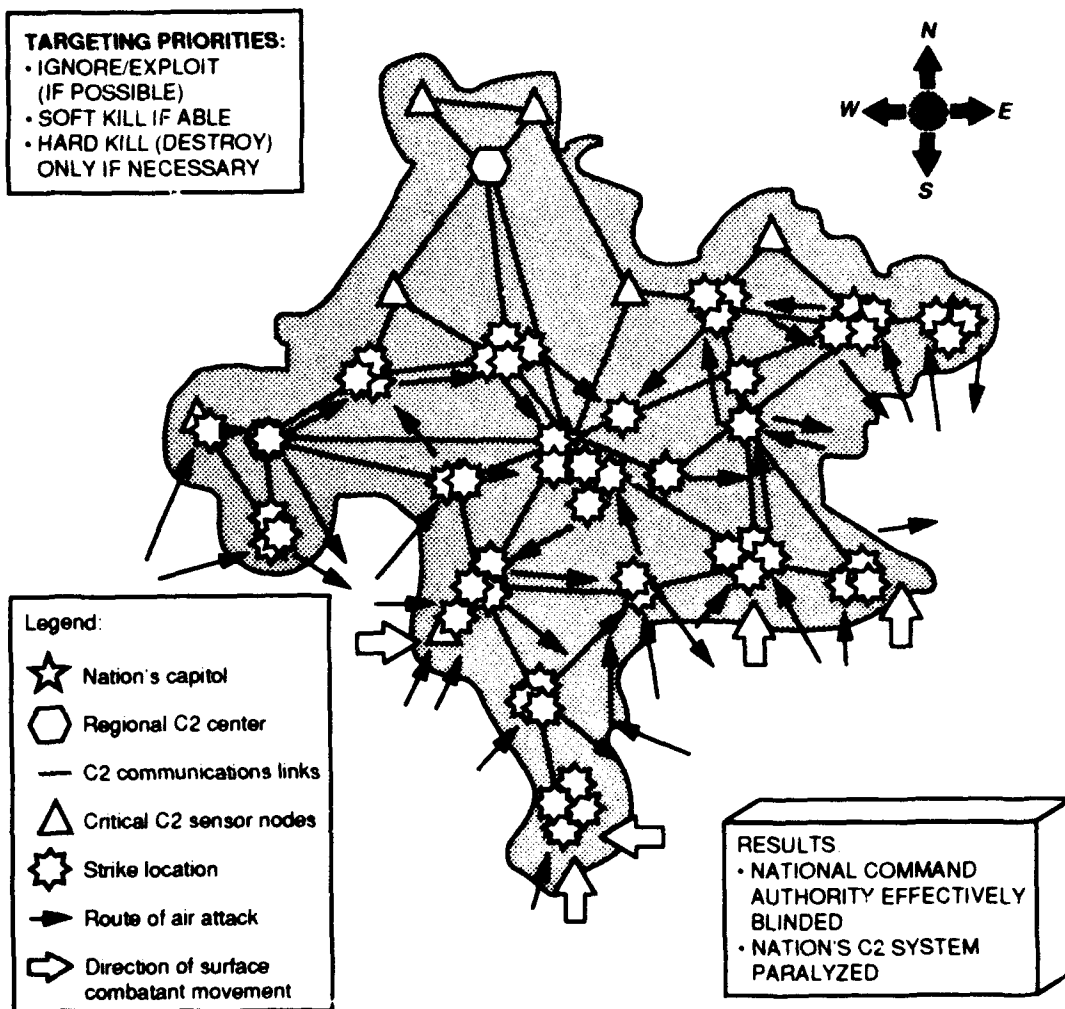 TARGETING PRIORITIES:
• IGNORE/EXPLOIT
(IF POSSIBLE)
• SOFT KILL IF ABLE
• HARD KILL (DESTROY)
ONLY IF NECESSARY
N
W
E
S
Legend:
Nation's capitol
Regional C2 center
C2 communications links
Critical C2 sensor nodes
Strike location
Route of air attack
Direction of surface
combatant movement
RESULTS
• NATIONAL COMMAND
AUTHORITY EFFECTIVELY
BLINDED
• NATION'S C2 SYSTEM
PARALYZED